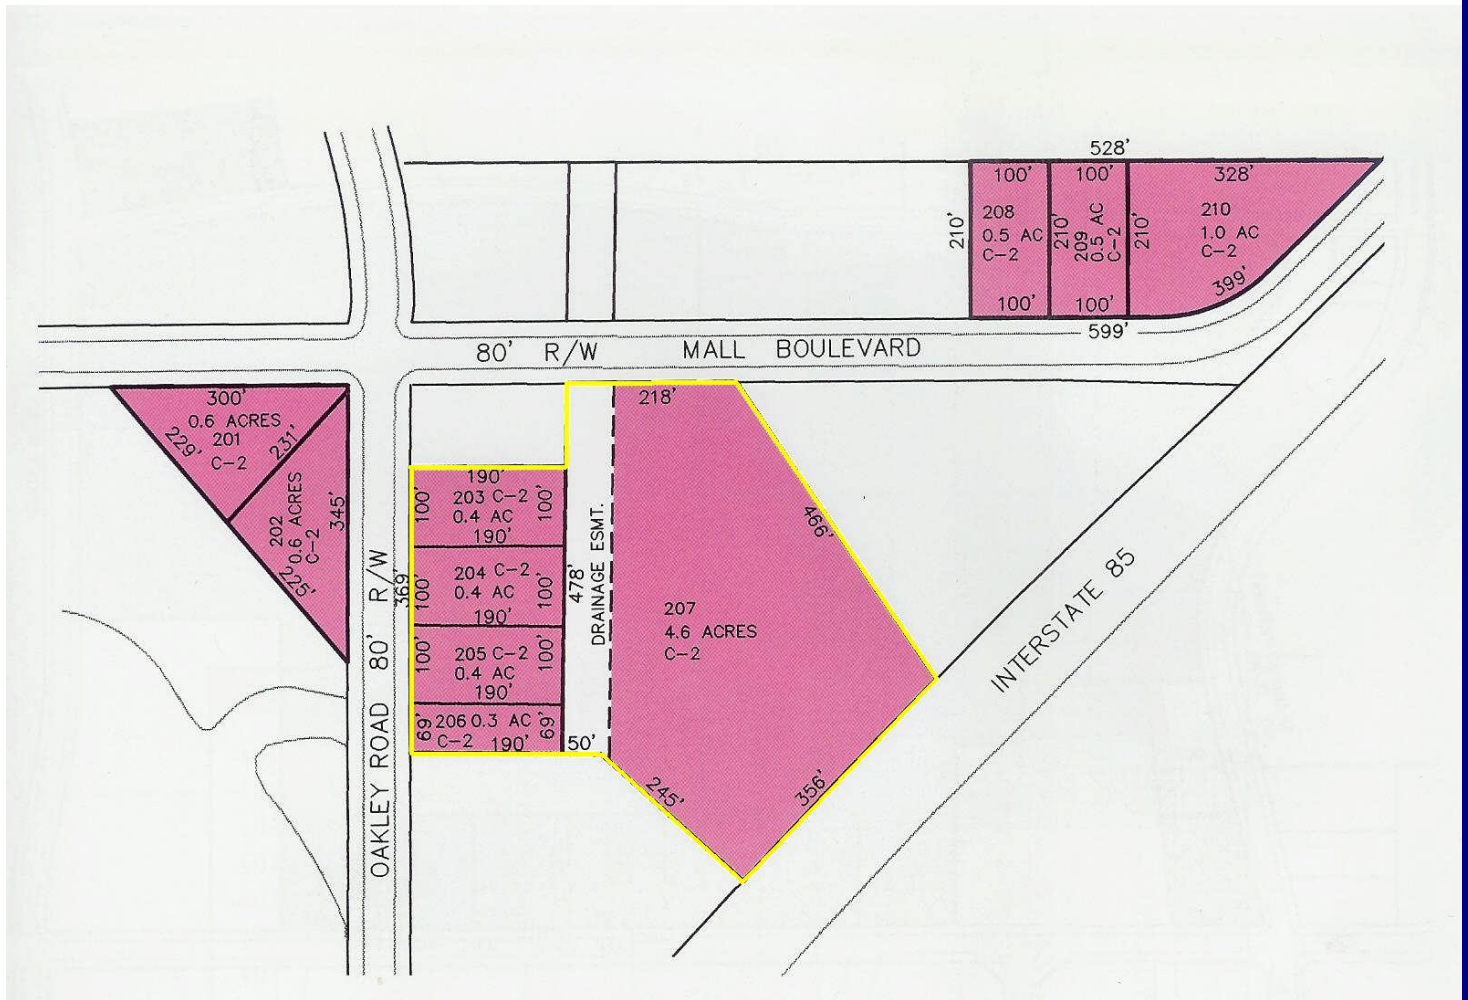 528'
100'
100'
328'
210'
208
0.5 AC
C-2
210'
209
0.5 AC
C-2
210'
210
1.0 AC
C-2
100'
100'
399'
599'
80' R/W MALL BOULEVARD
300'
0.6 ACRES
201
C-2
229'
231'
202
0.6 ACRES
C-2
345'
225'
218'
466'
190'
100'
203 C-2
0.4 AC
100'
190'
100'
204 C-2
0.4 AC
100'
190'
100'
205 C-2
0.4 AC
100'
190'
69'
206 0.3 AC
C-2
190'
69'
50'
369'
OAKLEY ROAD 80' R/W
478'
DRAINAGE ESMT.
207
4.6 ACRES
C-2
245'
356'
INTERSTATE 85